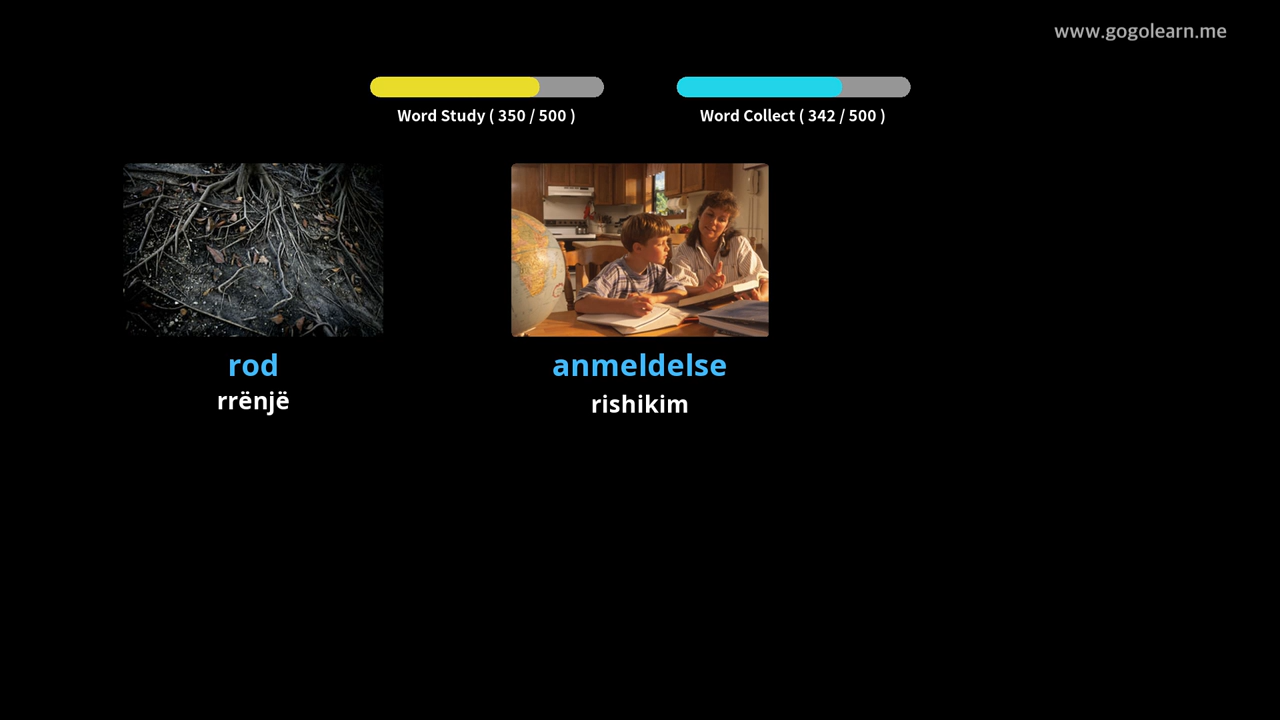 www.gogolearn.me
Word Study ( 350 / 500 )
Word Collect ( 342 / 500 )
rod
rrënjë
anmeldelse
rishikim